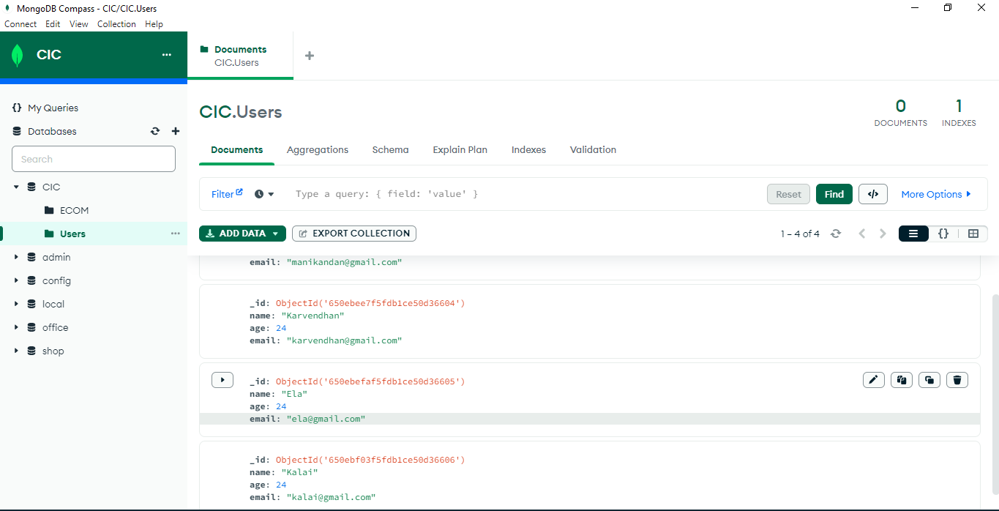 MongoDB Compass - CIC/CIC.Users
Connect Edit View Collection Help
CIC
Documents
CIC.Users
My Queries
Databases
Search
CIC
ECOM
Users
admin
config
local
office
shop
CIC.Users
0
DOCUMENTS
1
INDEXES
Documents Aggregations Schema Explain Plan Indexes Validation
Filter Type a query: { field: 'value' } Reset Find </> More Options
ADD DATA EXPORT COLLECTION 1 – 4 of 4 {}
email: "manikandan@gmail.com"
_id: ObjectId('650ebee7f5fdb1ce50d36604')
name: "Karvendhan"
age: 24
email: "karvendhan@gmail.com"
_id: ObjectId('650ebefaf5fdb1ce50d36605')
name: "Ela"
age: 24
email: "ela@gmail.com"
_id: ObjectId('650ebf03f5fdb1ce50d36606')
name: "Kalai"
age: 24
email: "kalai@gmail.com"